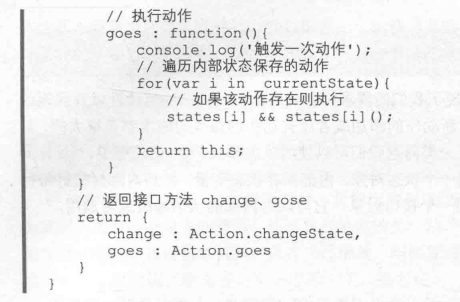 // 执行动作
goes : function(){
console.log('触发一次动作');
// 遍历内部状态保存的动作
for(var i in currentState){
// 如果该动作存在则执行
states[i] && states[i]();
}
return this;
}
}
// 返回接口方法 change、gose
return {
change : Action.changeState,
goes : Action.goes
}
}